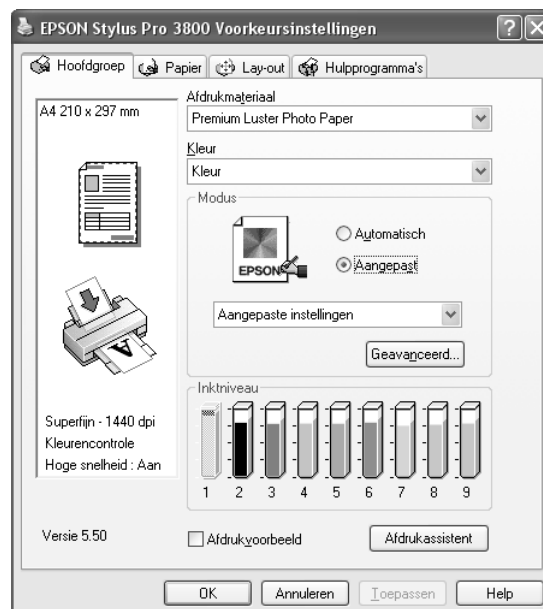 EPSON Stylus Pro 3800 Voorkeursinstellingen
Hoofdgroep Papier Lay-out Hulpprogramma's
A4 210 x 297 mm
Afdrukmateriaal
Premium Luster Photo Paper
Kleur
Kleur
Modus
EPSON
Automatisch
Aangepast
Aangepaste instellingen
Geavanceerd...
A
Superfijn - 1440 dpi
Kleurencontrole
Hoge snelheid : Aan
Inktniveau
1 2 3 4 5 6 7 8 9
Versie 5.50
Afdrukvoorbeeld
Afdrukassistent
OK Annuleren Toepassen Help